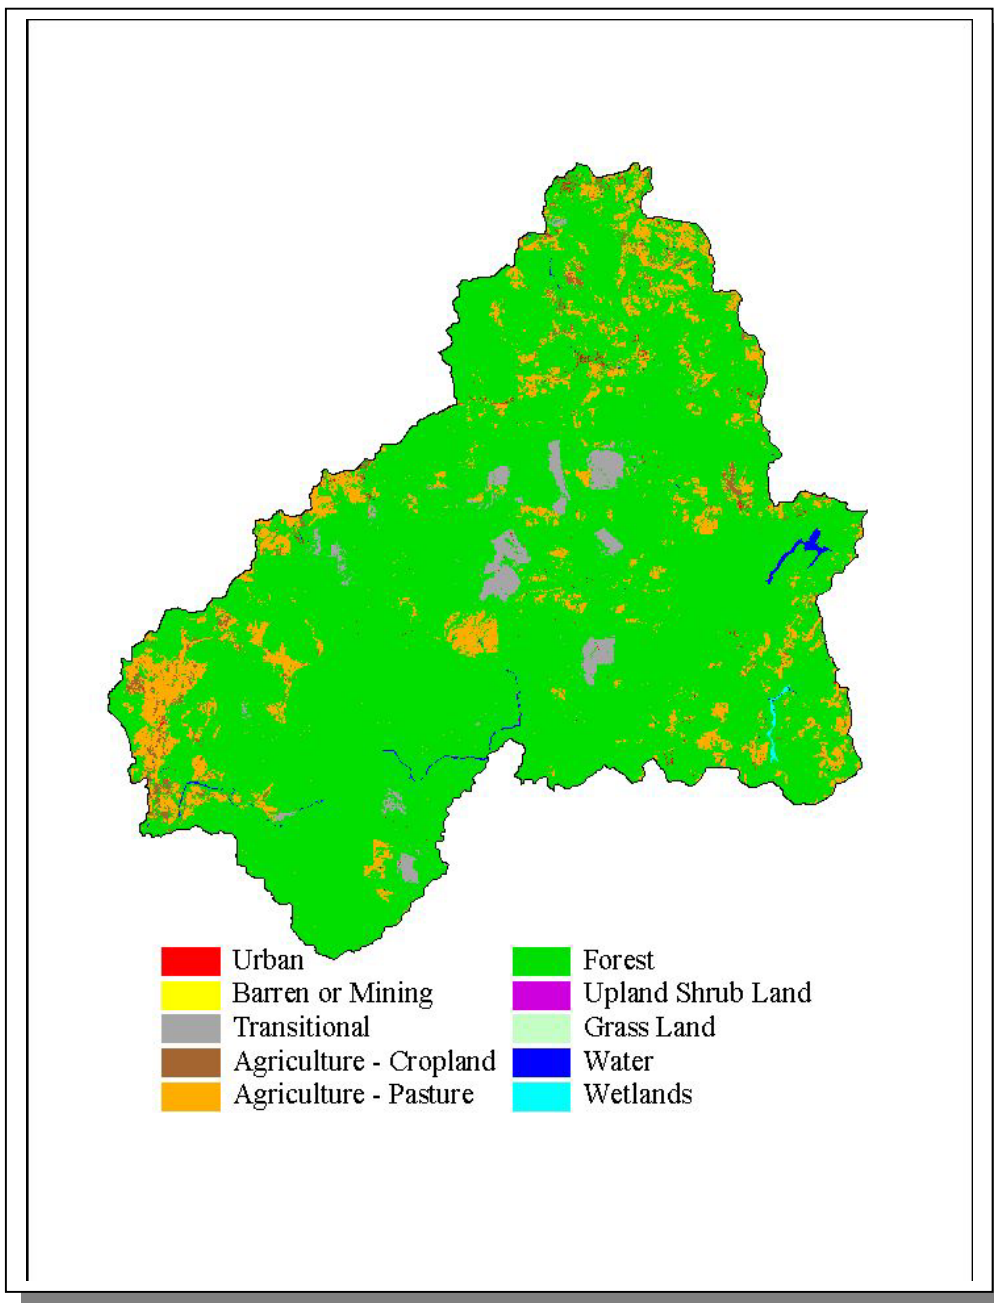 Urban
Barren or Mining
Transitional
Agriculture - Cropland
Agriculture - Pasture
Forest
Upland Shrub Land
Grass Land
Water
Wetlands